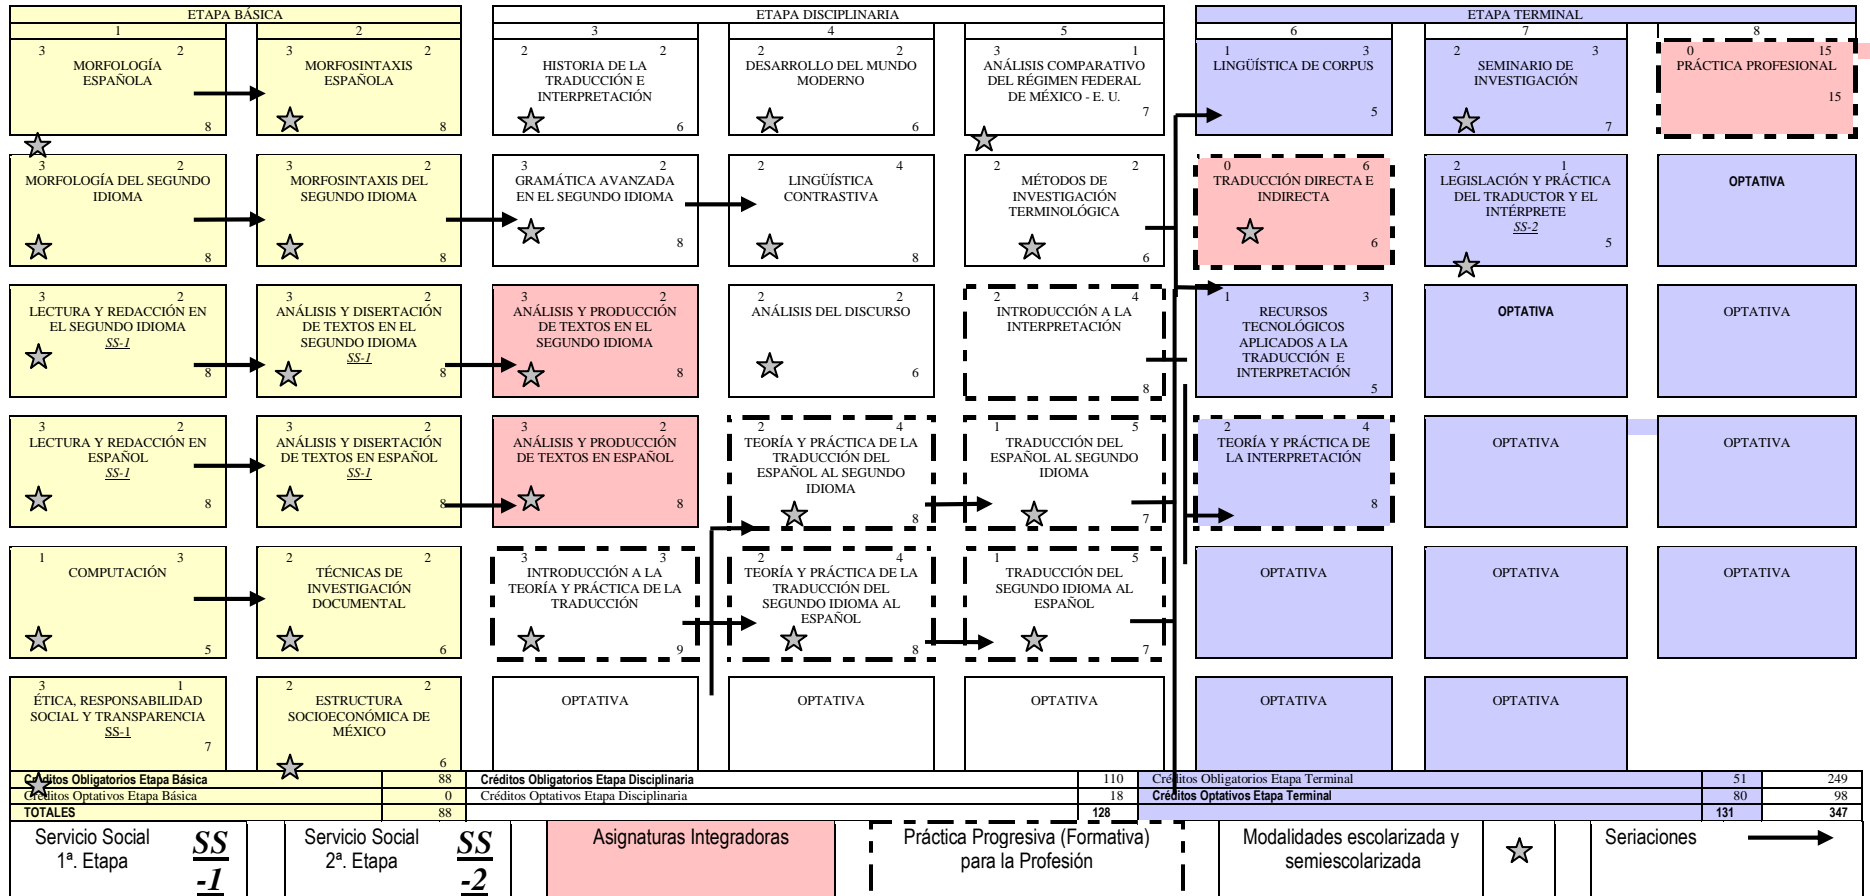 ETAPA BÁSICA
ETAPA DISCIPLINARIA
ETAPA TERMINAL
1
2
3
4
5
6
7
8
3 2
MORFOLOGÍA
ESPAÑOLA
8
3 2
MORFOSINTAXIS
ESPAÑOLA
8
2 2
HISTORIA DE LA
TRADUCCIÓN E
INTERPRETACIÓN
6
2 2
DESARROLLO DEL MUNDO
MODERNO
6
3 1
ANÁLISIS COMPARATIVO
DEL RÉGIMEN FEDERAL
DE MÉXICO - E. U.
7
1 3
LINGÜÍSTICA DE CORPUS
5
2 3
SEMINARIO DE
INVESTIGACIÓN
7
0 15
PRÁCTICA PROFESIONAL
15
3 2
MORFOLOGÍA DEL SEGUNDO
IDIOMA
8
3 2
MORFOSINTAXIS DEL
SEGUNDO IDIOMA
8
3 2
GRAMÁTICA AVANZADA
EN EL SEGUNDO IDIOMA
8
2 4
LINGÜÍSTICA
CONTRASTIVA
8
2 2
MÉTODOS DE
INVESTIGACIÓN
TERMINOLÓGICA
6
0 6
TRADUCCIÓN DIRECTA E
INDIRECTA
6
2 1
LEGISLACIÓN Y PRÁCTICA
DEL TRADUCTOR Y EL
INTÉRPRETE
SS-2
5
OPTATIVA
3 2
LECTURA Y REDACCIÓN EN
EL SEGUNDO IDIOMA
SS-1
8
3 2
ANÁLISIS Y DISERTACIÓN
DE TEXTOS EN EL
SEGUNDO IDIOMA
SS-1
8
3 2
ANÁLISIS Y PRODUCCIÓN
DE TEXTOS EN EL
SEGUNDO IDIOMA
8
2 2
ANÁLISIS DEL DISCURSO
6
2 4
INTRODUCCIÓN A LA
INTERPRETACIÓN
8
1 3
RECURSOS
TECNOLÓGICOS
APLICADOS A LA
TRADUCCIÓN E
INTERPRETACIÓN
5
OPTATIVA
OPTATIVA
3 2
LECTURA Y REDACCIÓN EN
ESPAÑOL
SS-1
8
3 2
ANÁLISIS Y DISERTACIÓN
DE TEXTOS EN ESPAÑOL
SS-1
8
3 2
ANÁLISIS Y PRODUCCIÓN
DE TEXTOS EN ESPAÑOL
8
2 4
TEORÍA Y PRÁCTICA DE LA
TRADUCCIÓN DEL
ESPAÑOL AL SEGUNDO
IDIOMA
8
1 5
TRADUCCIÓN DEL
ESPAÑOL AL SEGUNDO
IDIOMA
7
2 4
TEORÍA Y PRÁCTICA DE
LA INTERPRETACIÓN
8
OPTATIVA
OPTATIVA
1 3
COMPUTACIÓN
5
2 2
TÉCNICAS DE
INVESTIGACIÓN
DOCUMENTAL
6
3 3
INTRODUCCIÓN A LA
TEORÍA Y PRÁCTICA DE LA
TRADUCCIÓN
9
2 4
TEORÍA Y PRÁCTICA DE LA
TRADUCCIÓN DEL
SEGUNDO IDIOMA AL
ESPAÑOL
8
1 5
TRADUCCIÓN DEL
SEGUNDO IDIOMA AL
ESPAÑOL
7
OPTATIVA
OPTATIVA
OPTATIVA
3 1
ÉTICA, RESPONSABILIDAD
SOCIAL Y TRANSPARENCIA
SS-1
7
2 2
ESTRUCTURA
SOCIOECONÓMICA DE
MÉXICO
6
OPTATIVA
OPTATIVA
OPTATIVA
OPTATIVA
OPTATIVA
Créditos Obligatorios Etapa Básica 88 Créditos Obligatorios Etapa Disciplinaria 110 Créditos Obligatorios Etapa Terminal 51 249
Créditos Optativos Etapa Básica 0 Créditos Optativos Etapa Disciplinaria 18 Créditos Optativos Etapa Terminal 80 98
TOTALES 88 128 131 347
Servicio Social
1ª. Etapa
SS
-1
Servicio Social
2ª. Etapa
SS
-2
Asignaturas Integradoras
Práctica Progresiva (Formativa)
para la Profesión
Modalidades escolarizada y
semiescolarizada
Seriaciones